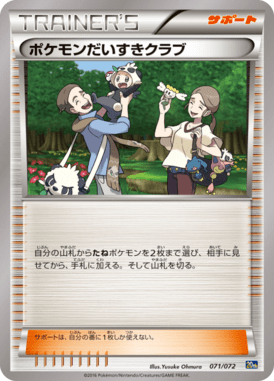 TRAINER'S
サポート
ポケモンだいすきクラブ
自分の山札からたねポケモンを2枚まで選び、相手に見
せてから、手札に加える。そして山札を切る。
サポートは、自分の番に1枚しか使えない。
Illus.Yusuke Ohmura
071/072
©2016 Pokémon/Nintendo/Creatures/GAME FREAK.